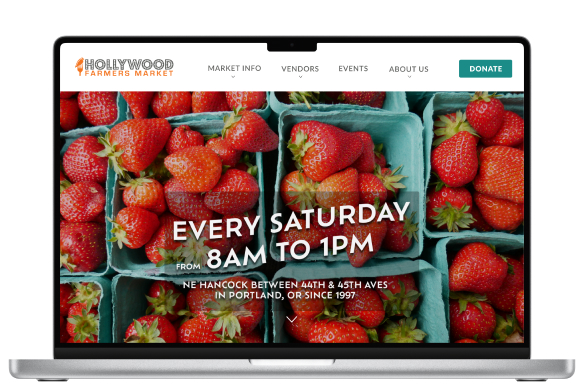 HOLLYWOOD
FARMERS MARKET
MARKET INFO
VENDORS
EVENTS
ABOUT US
DONATE
EVERY SATURDAY
FROM 8AM TO 1PM
NE HANCOCK BETWEEN 44TH & 45TH AVES
IN PORTLAND, OR SINCE 1997